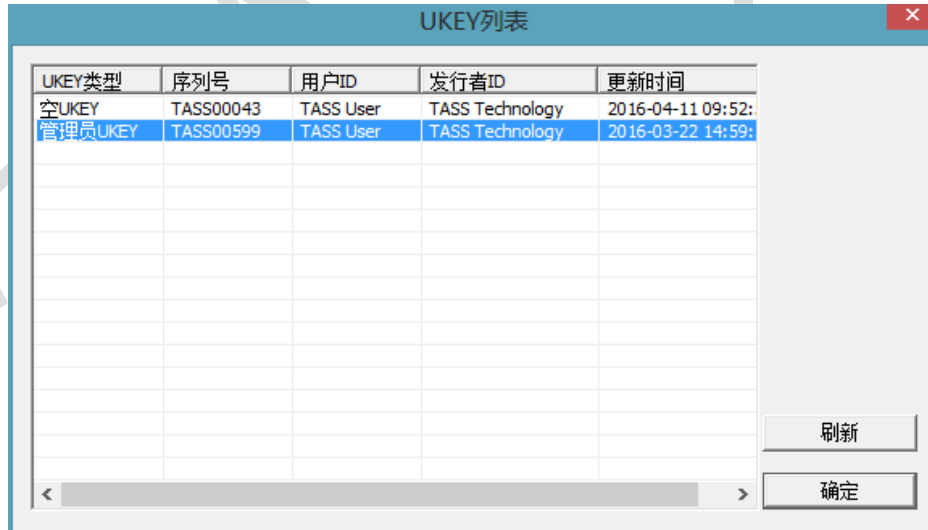 UKEY列表
UKEY类型 序列号 用户ID 发行者ID 更新时间
空UKEY TASS00043 TASS User TASS Technology 2016-04-11 09:52:
管理员UKEY TASS00599 TASS User TASS Technology 2016-03-22 14:59:
刷新
确定